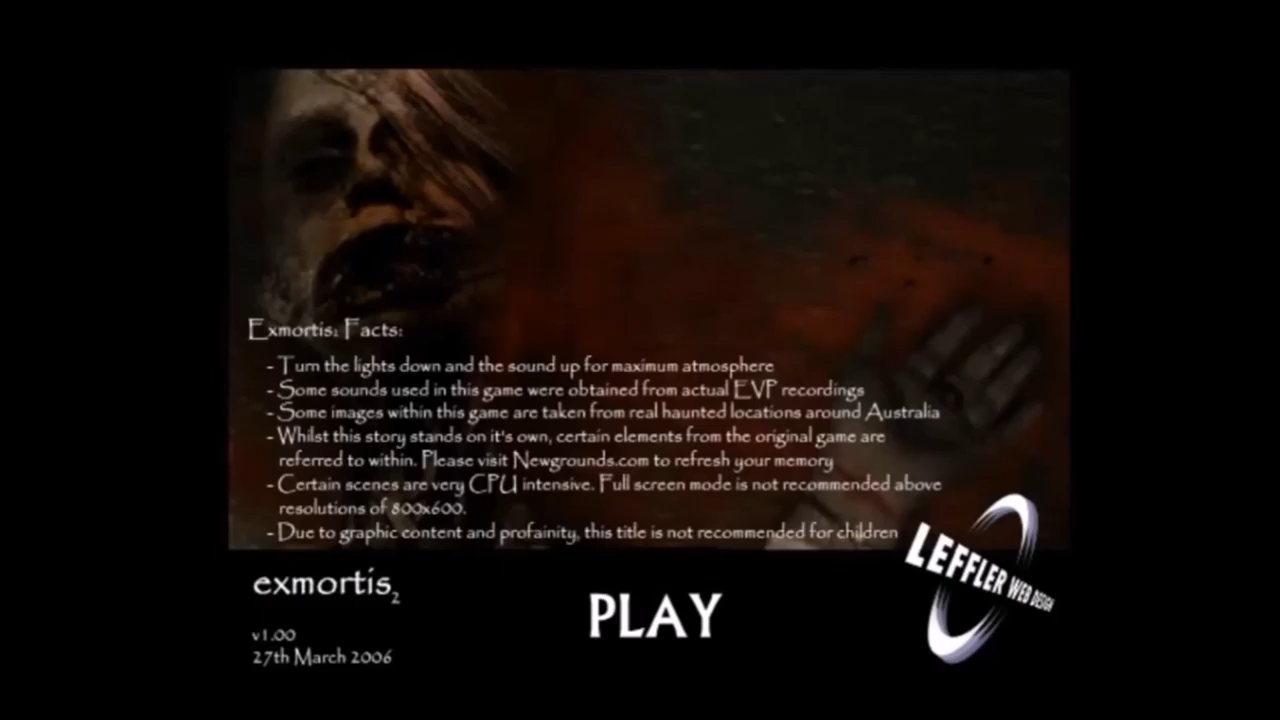 Exmortis: Facts:
- Turn the lights down and the sound up for maximum atmosphere
- Some sounds used in this game were obtained from actual EVP recordings
- Some images within this game are taken from real haunted locations around Australia
- Whilst this story stands on it's own, certain elements from the original game are
referred to within. Please visit Newgrounds.com to refresh your memory
- Certain scenes are very CPU intensive. Full screen mode is not recommended above
resolutions of 800x600.
- Due to graphic content and profainity, this title is not recommended for children
LEFFLER WEB DESIGN
exmortis2
PLAY
v1.00
27th March 2006